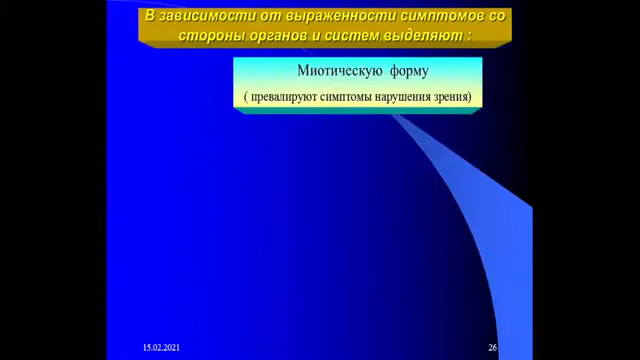 В зависимости от выраженности симптомов со
стороны органов и систем выделяют :
Миотическую форму
( превалируют симптомы нарушения зрения)
15.02.2021
26